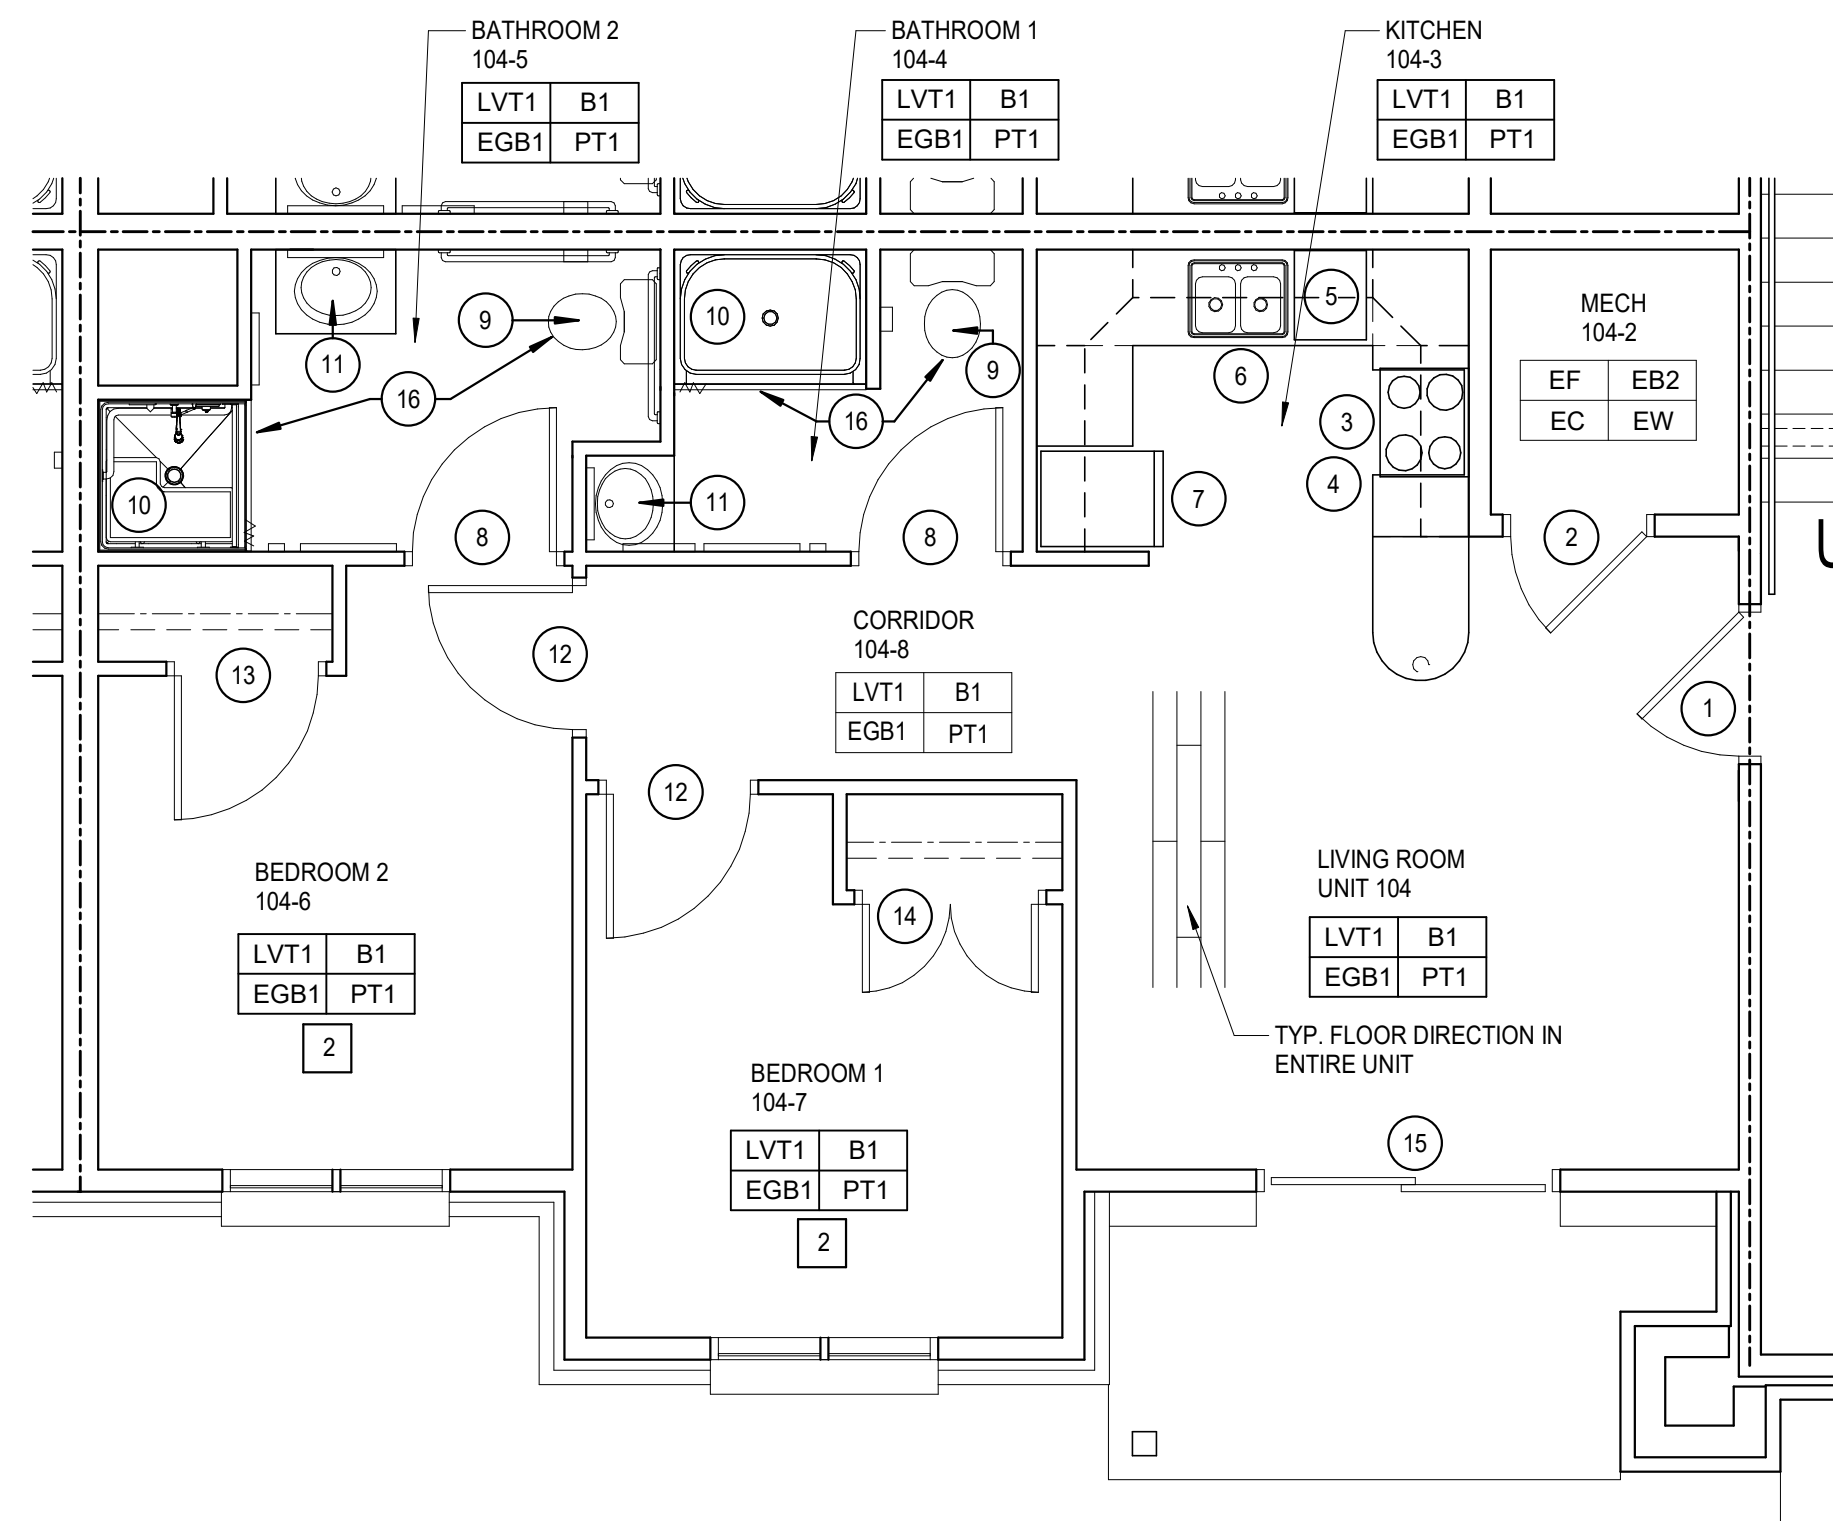 BATHROOM 2
104-5
LVT1 B1
EGB1 PT1
BATHROOM 1
104-4
LVT1 B1
EGB1 PT1
KITCHEN
104-3
LVT1 B1
EGB1 PT1
MECH
104-2
EF EB2
EC EW
5
10
9
11
9
6
16
16
3
7
4
10
11
8
8
2
CORRIDOR
104-8
LVT1 B1
EGB1 PT1
12
13
1
12
BEDROOM 2
104-6
LVT1 B1
EGB1 PT1
2
14
LIVING ROOM
UNIT 104
LVT1 B1
EGB1 PT1
TYP. FLOOR DIRECTION IN
ENTIRE UNIT
BEDROOM 1
104-7
LVT1 B1
EGB1 PT1
2
15